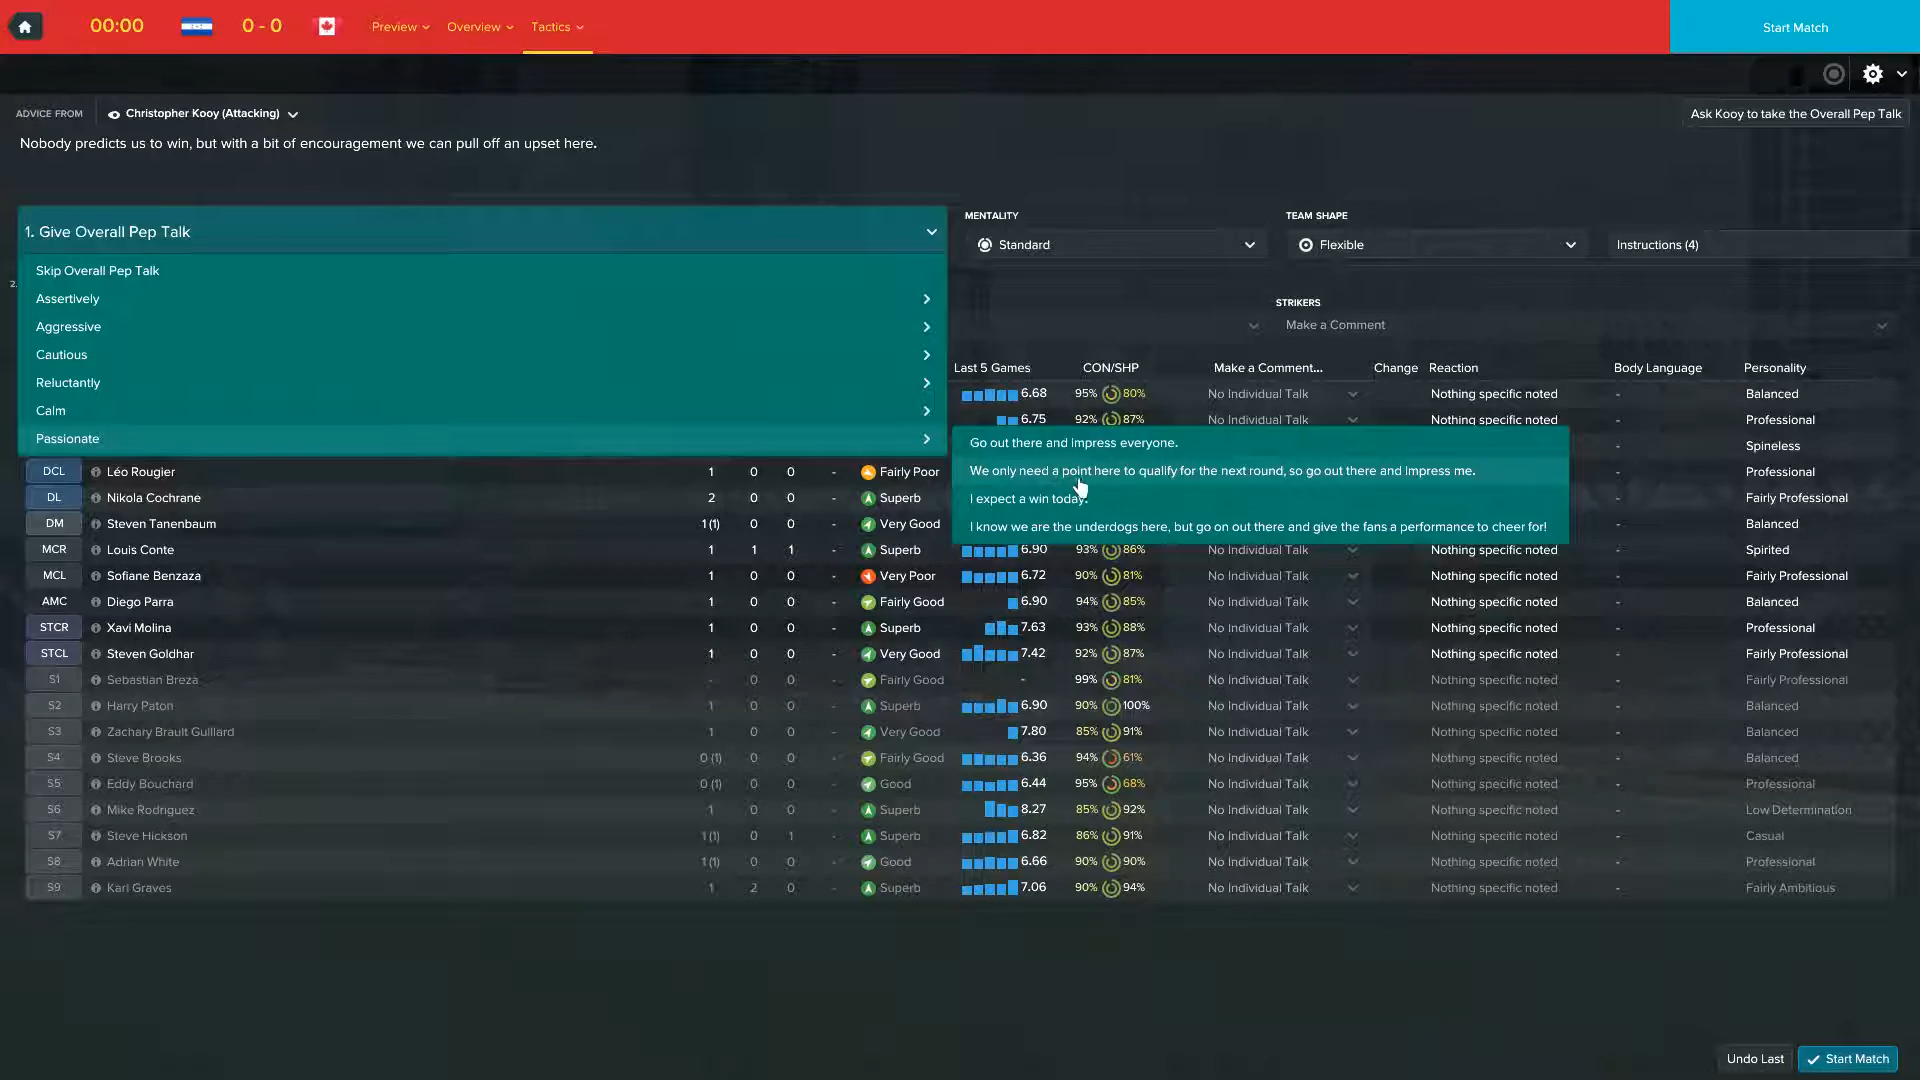 00:00 0 - 0 Preview Overview Tactics Start Match
ADVICE FROM Christopher Kooy (Attacking) Ask Kooy to take the Overall Pep Talk
Nobody predicts us to win, but with a bit of encouragement we can pull off an upset here.
MENTALITY TEAM SHAPE
1. Give Overall Pep Talk Standard Flexible Instructions (4)
Skip Overall Pep Talk
2.
Assertively STRIKERS
Aggressive Make a Comment
Cautious Last 5 Games CON/SHP Make a Comment... Change Reaction Body Language Personality
Reluctantly 6.68 95% 80% No Individual Talk Nothing specific noted - Balanced
Calm 6.75 92% 87% No Individual Talk Nothing specific noted - Professional
Passionate Go out there and impress everyone. Spineless
DCL Léo Rougier 1 0 0 - Fairly Poor We only need a point here to qualify for the next round, so go out there and impress me. Professional
DL Nikola Cochrane 2 0 0 - Superb I expect a win today. Fairly Professional
DM Steven Tanenbaum 1 (1) 0 0 - Very Good I know we are the underdogs here, but go on out there and give the fans a performance to cheer for! Balanced
MCR Louis Conte 1 1 1 - Superb 6.90 93% 86% No Individual Talk Nothing specific noted - Spirited
MCL Sofiane Benzaza 1 0 0 - Very Poor 6.72 90% 81% No Individual Talk Nothing specific noted - Fairly Professional
AMC Diego Parra 1 0 0 - Fairly Good 6.90 94% 85% No Individual Talk Nothing specific noted - Balanced
STCR Xavi Molina 1 0 0 - Superb 7.63 93% 88% No Individual Talk Nothing specific noted - Professional
STCL Steven Goldhar 1 0 0 - Very Good 7.42 92% 87% No Individual Talk Nothing specific noted - Fairly Professional
S1 Sebastian Breza - - - - Fairly Good - 99% 81% No Individual Talk Nothing specific noted - Fairly Professional
S2 Harry Paton 1 0 0 - Superb 6.90 90% 100% No Individual Talk Nothing specific noted - Balanced
S3 Zachary Brault Guillard 1 0 0 - Very Good 7.80 85% 91% No Individual Talk Nothing specific noted - Balanced
S4 Steve Brooks 0 (1) 0 0 - Fairly Good 6.36 94% 61% No Individual Talk Nothing specific noted - Balanced
S5 Eddy Bouchard 0 (1) 0 0 - Good 6.44 95% 68% No Individual Talk Nothing specific noted - Professional
S6 Mike Rodriguez 1 0 0 - Superb 8.27 85% 92% No Individual Talk Nothing specific noted - Low Determination
S7 Steve Hickson 1 (1) 0 1 - Superb 6.82 86% 91% No Individual Talk Nothing specific noted - Casual
S8 Adrian White 1 (1) 0 0 - Good 6.66 90% 90% No Individual Talk Nothing specific noted - Professional
S9 Karl Graves 1 2 0 - Superb 7.06 90% 94% No Individual Talk Nothing specific noted - Fairly Ambitious
Undo Last Start Match